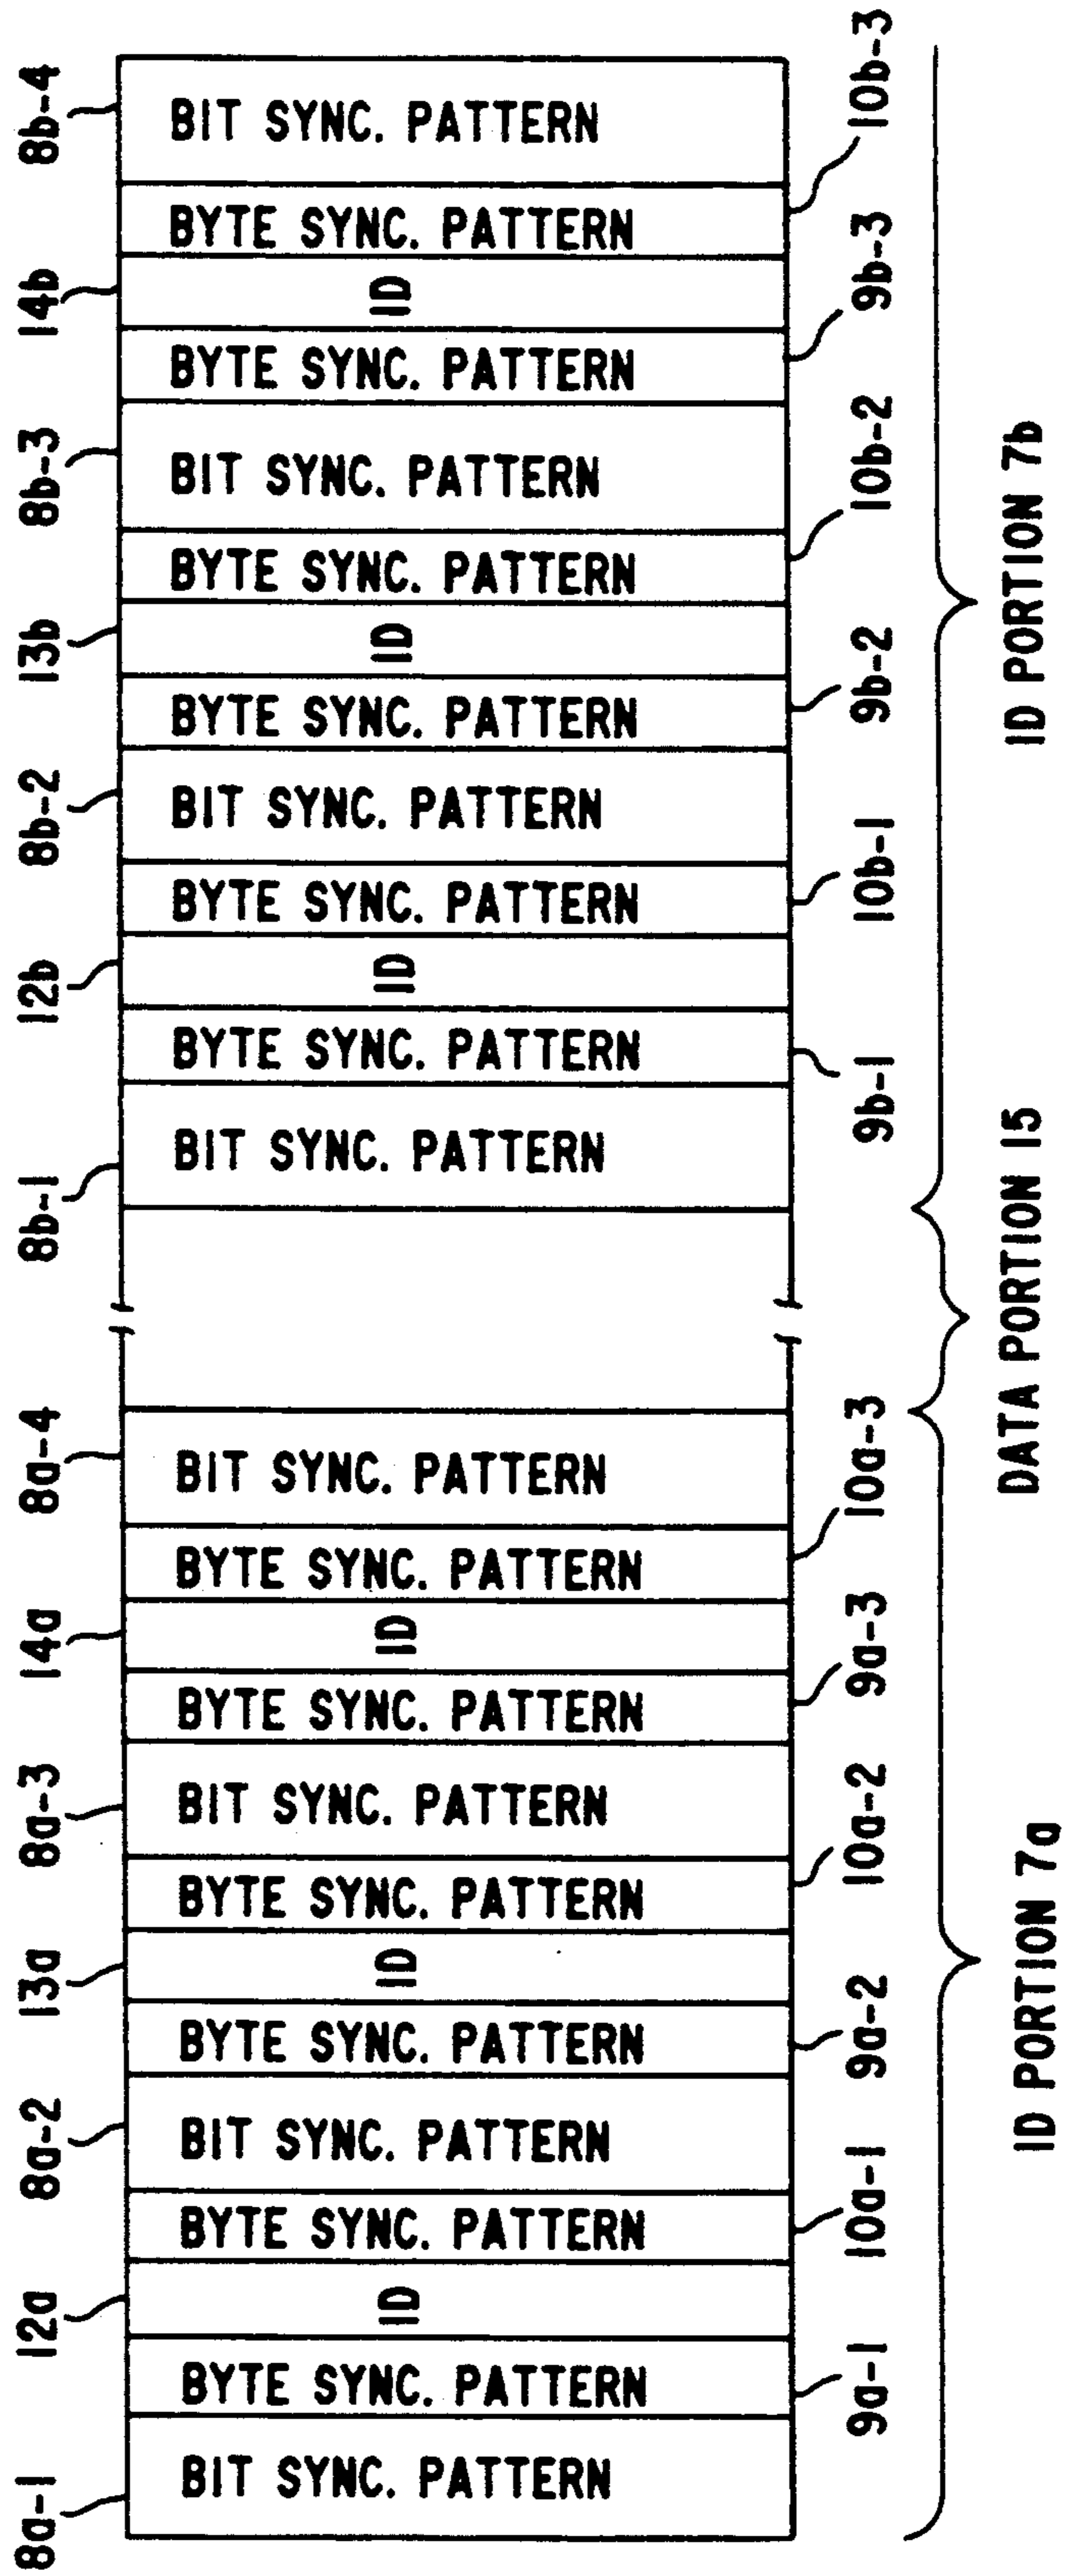 8b-4
BIT SYNC. PATTERN
BYTE SYNC. PATTERN
10b-3
14b
ID
BYTE SYNC. PATTERN
9b-3
8b-3
BIT SYNC. PATTERN
BYTE SYNC. PATTERN
10b-2
13b
ID
BYTE SYNC. PATTERN
9b-2
8b-2
BIT SYNC. PATTERN
BYTE SYNC. PATTERN
10b-1
12b
ID
BYTE SYNC. PATTERN
9b-1
8b-1
BIT SYNC. PATTERN
ID PORTION 7b
DATA PORTION 15
8a-4
BIT SYNC. PATTERN
BYTE SYNC. PATTERN
10a-3
14a
ID
BYTE SYNC. PATTERN
9a-3
8a-3
BIT SYNC. PATTERN
BYTE SYNC. PATTERN
10a-2
13a
ID
BYTE SYNC. PATTERN
9a-2
8a-2
BIT SYNC. PATTERN
BYTE SYNC. PATTERN
10a-1
12a
ID
BYTE SYNC. PATTERN
9a-1
8a-1
BIT SYNC. PATTERN
ID PORTION 7a